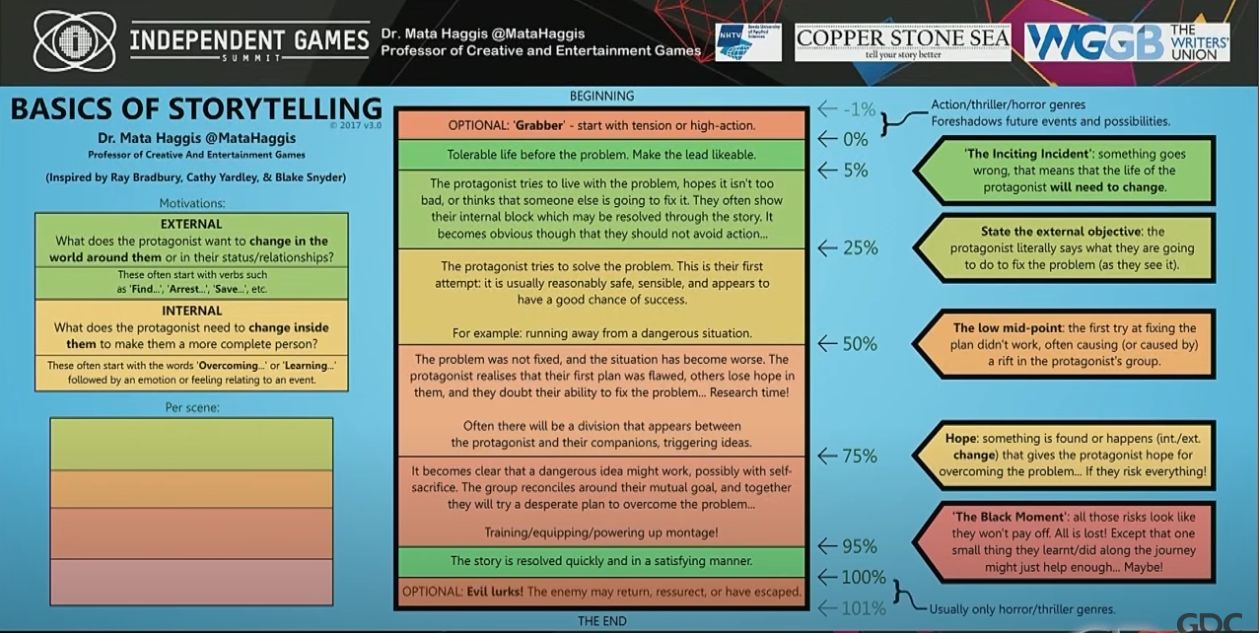 INDEPENDENT GAMES
SUMMIT
Dr. Mata Haggis @MataHaggis
Professor of Creative and Entertainment Games
NHTV
COPPER STONE SEA
tell your story better
WGGB
THE
WRITERS'
UNION
BASICS OF STORYTELLING
© 2017 v3.0
Dr. Mata Haggis @MataHaggis
Professor of Creative And Entertainment Games
(Inspired by Ray Bradbury, Cathy Yardley, & Blake Snyder)
Motivations:
EXTERNAL
What does the protagonist want to change in the
world around them or in their status/relationships?
These often start with verbs such
as 'Find...', 'Arrest...', 'Save...', etc.
INTERNAL
What does the protagonist need to change inside
them to make them a more complete person?
These often start with the words 'Overcoming...' or 'Learning...'
followed by an emotion or feeling relating to an event.
Per scene:
BEGINNING
OPTIONAL: 'Grabber' - start with tension or high-action.
Tolerable life before the problem. Make the lead likeable.
The protagonist tries to live with the problem, hopes it isn't too
bad, or thinks that someone else is going to fix it. They often show
their internal block which may be resolved through the story. It
becomes obvious though that they should not avoid action...
The protagonist tries to solve the problem. This is their first
attempt: it is usually reasonably safe, sensible, and appears to
have a good chance of success.
For example: running away from a dangerous situation.
The problem was not fixed, and the situation has become worse. The
protagonist realises that their first plan was flawed, others lose hope in
them, and they doubt their ability to fix the problem... Research time!
Often there will be a division that appears between
the protagonist and their companions, triggering ideas.
It becomes clear that a dangerous idea might work, possibly with self-
sacrifice. The group reconciles around their mutual goal, and together
they will try a desperate plan to overcome the problem...
Training/equipping/powering up montage!
The story is resolved quickly and in a satisfying manner.
OPTIONAL: Evil lurks! The enemy may return, ressurect, or have escaped.
THE END
← -1%
← 0%
← 5%
← 25%
← 50%
← 75%
← 95%
← 100%
← 101%
Action/thriller/horror genres
Foreshadows future events and possibilities.
'The Inciting Incident': something goes
wrong, that means that the life of the
protagonist will need to change.
State the external objective: the
protagonist literally says what they are going
to do to fix the problem (as they see it).
The low mid-point: the first try at fixing the
plan didn't work, often causing (or caused by)
a rift in the protagonist's group.
Hope: something is found or happens (int./ext.
change) that gives the protagonist hope for
overcoming the problem... If they risk everything!
'The Black Moment': all those risks look like
they won't pay off. All is lost! Except that one
small thing they learnt/did along the journey
might just help enough... Maybe!
Usually only horror/thriller genres.
GDC